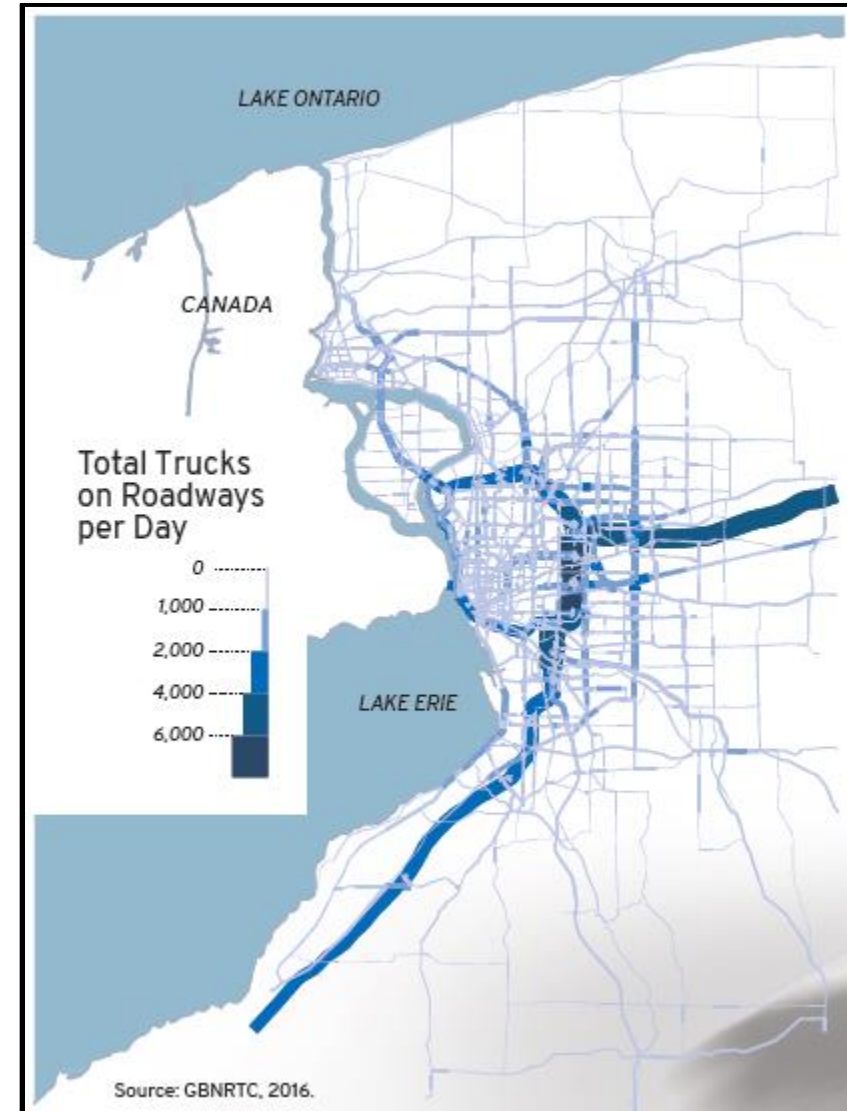 LAKE ONTARIO
CANADA
Total Trucks
on Roadways
per Day
0
1,000
2,000
4,000
6,000
LAKE ERIE
Source: GBNRTC, 2016.